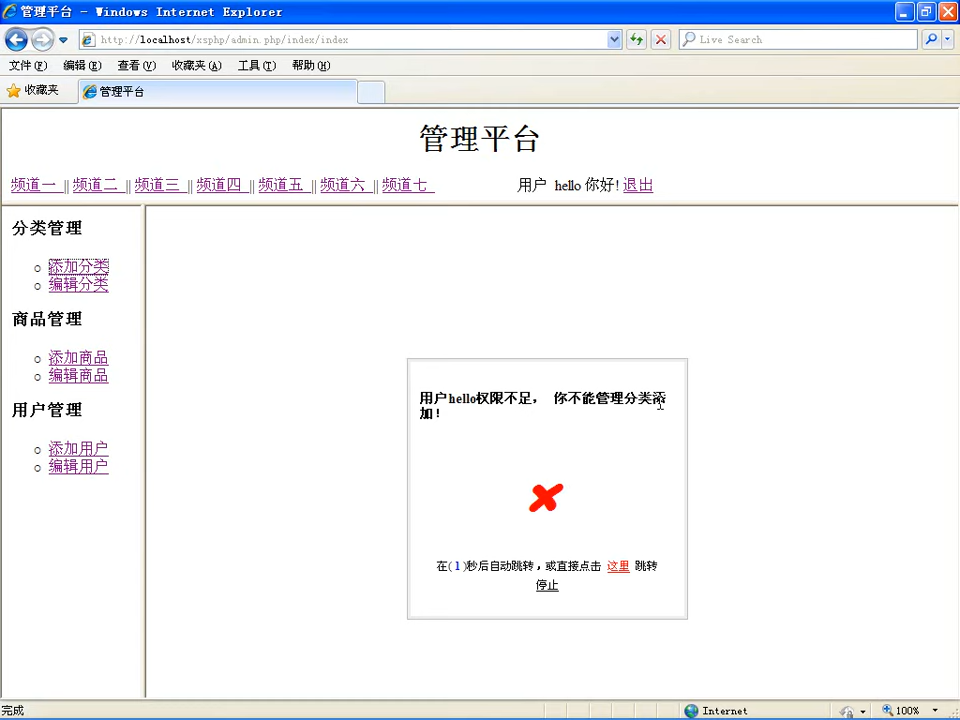 管理平台 - Windows Internet Explorer
http://localhost/xsphp/admin.php/index/index
Live Search
文件(F) 编辑(E) 查看(V) 收藏夹(A) 工具(T) 帮助(H)
收藏夹 管理平台
管理平台
频道一 || 频道二 || 频道三 || 频道四 || 频道五 || 频道六 || 频道七
用户 hello 你好! 退出
分类管理
添加分类
编辑分类
商品管理
添加商品
编辑商品
用户管理
添加用户
编辑用户
用户hello权限不足， 你不能管理分类添
加！
在( 1 )秒后自动跳转，或直接点击 这里 跳转
停止
完成
Internet
100%